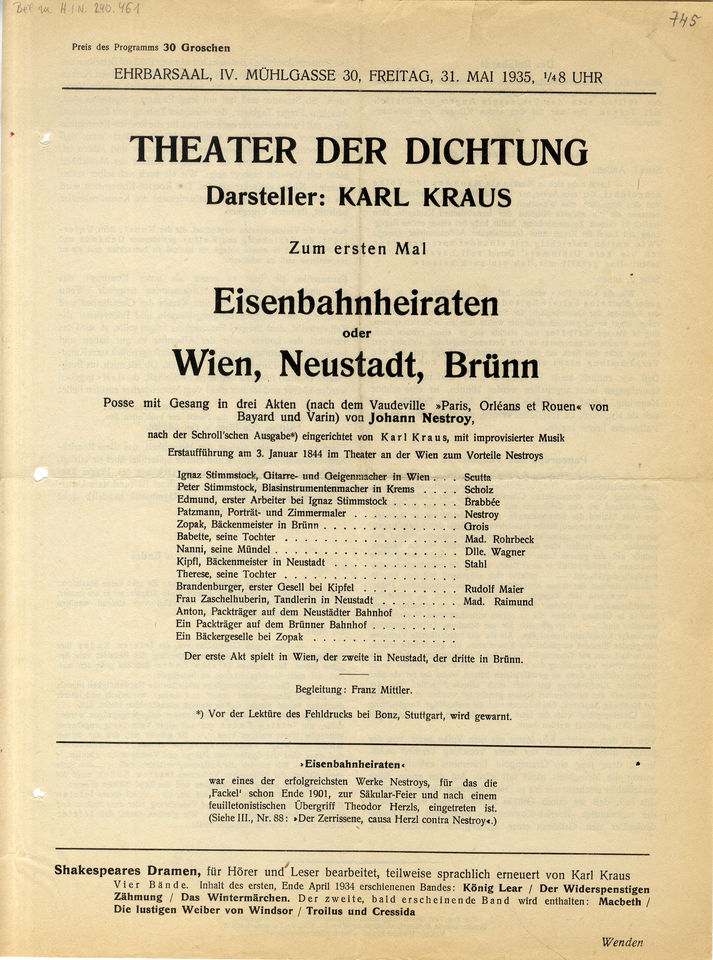 Bei zu H.I.N. 240.461
745
Preis des Programms 30 Groschen
EHRBARSAAL, IV. MÜHLGASSE 30, FREITAG, 31. MAI 1935, 1/48 UHR
THEATER DER DICHTUNG
Darsteller: KARL KRAUS
Zum ersten Mal
Eisenbahnheiraten
oder
Wien, Neustadt, Brünn
Posse mit Gesang in drei Akten (nach dem Vaudeville »Paris, Orléans et Rouen« von
Bayard und Varin) von Johann Nestroy,
nach der Schroll'schen Ausgabe*) eingerichtet von Karl Kraus, mit improvisierter Musik
Erstaufführung am 3. Januar 1844 im Theater an der Wien zum Vorteile Nestroys
Ignaz Stimmstock, Gitarre- und Geigenmacher in Wien . . . Scutta
Peter Stimmstock, Blasinstrumentenmacher in Krems . . . . Scholz
Edmund, erster Arbeiter bei Ignaz Stimmstock . . . . . . . Brabbée
Patzmann, Porträt- und Zimmermaler . . . . . . . . . . . Nestroy
Zopak, Bäckenmeister in Brünn . . . . . . . . . . . . . . Grois
Babette, seine Tochter . . . . . . . . . . . . . . . . . . Mad. Rohrbeck
Nanni, seine Mündel . . . . . . . . . . . . . . . . . . . Dlle. Wagner
Kipfl, Bäckenmeister in Neustadt . . . . . . . . . . . . . . Stahl
Therese, seine Tochter . . . . . . . . . . . . . . . . . .
Brandenburger, erster Gesell bei Kipfel . . . . . . . . . . Rudolf Maier
Frau Zaschelhuberin, Tandlerin in Neustadt . . . . . . . . Mad. Raimund
Anton, Packträger auf dem Neustädter Bahnhof . . . . . .
Ein Packträger auf dem Brünner Bahnhof . . . . . . . . .
Ein Bäckergeselle bei Zopak . . . . . . . . . . . . . . .
Der erste Akt spielt in Wien, der zweite in Neustadt, der dritte in Brünn.
Begleitung: Franz Mittler.
*) Vor der Lektüre des Fehldrucks bei Bonz, Stuttgart, wird gewarnt.
›Eisenbahnheiraten‹
war eines der erfolgreichsten Werke Nestroys, für das die
‚Fackel‘ schon Ende 1901, zur Säkular-Feier und nach einem
feuilletonistischen Übergriff Theodor Herzls, eingetreten ist.
(Siehe III., Nr. 88: »Der Zerrissene, causa Herzl contra Nestroy«.)
Shakespeares Dramen, für Hörer und Leser bearbeitet, teilweise sprachlich erneuert von Karl Kraus
Vier Bände. Inhalt des ersten, Ende April 1934 erschienenen Bandes: König Lear / Der Widerspenstigen
Zähmung / Das Wintermärchen. Der zweite, bald erscheinende Band wird enthalten: Macbeth /
Die lustigen Weiber von Windsor / Troilus und Cressida
Wenden